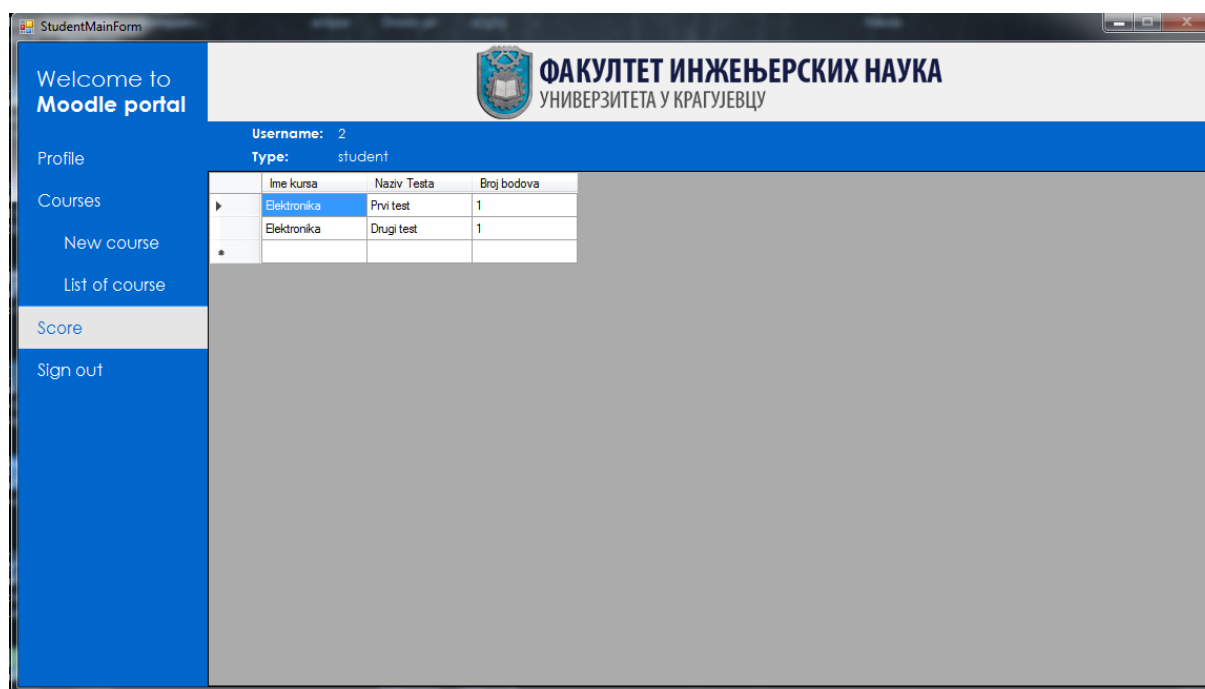 StudentMainForm
Welcome to
Moodle portal
ФАКУЛТЕТ ИНЖЕЊЕРСКИХ НАУКА
УНИВЕРЗИТЕТА У КРАГУЈЕВЦУ
Username: 2
Type: student
Profile
Courses
New course
List of course
Score
Sign out
Ime kursa Naziv Testa Broj bodova
Elektronika Prvi test 1
Elektronika Drugi test 1